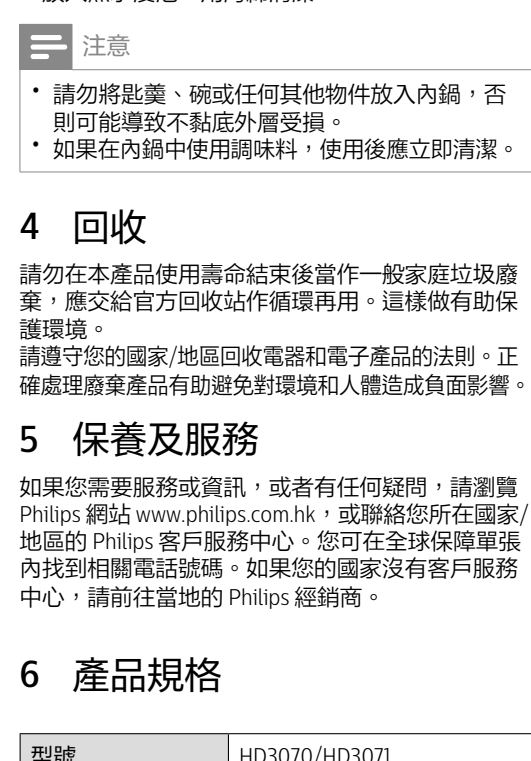 注意
• 請勿將匙羹、碗或任何其他物件放入內鍋，否
則可能導致不黏底外層受損。
• 如果在內鍋中使用調味料，使用後應立即清潔。
4 回收
請勿在本產品使用壽命結束後當作一般家庭垃圾廢
棄，應交給官方回收站作循環再用。這樣做有助保
護環境。
請遵守您的國家/地區回收電器和電子產品的法則。正
確處理廢棄產品有助避免對環境和人體造成負面影響。
5 保養及服務
如果您需要服務或資訊，或者有任何疑問，請瀏覽
Philips 網站 www.philips.com.hk，或聯絡您所在國家/
地區的 Philips 客戶服務中心。您可在全球保障單張
內找到相關電話號碼。如果您的國家沒有客戶服務
中心，請前往當地的 Philips 經銷商。
6 產品規格
型號 HD3070/HD3071